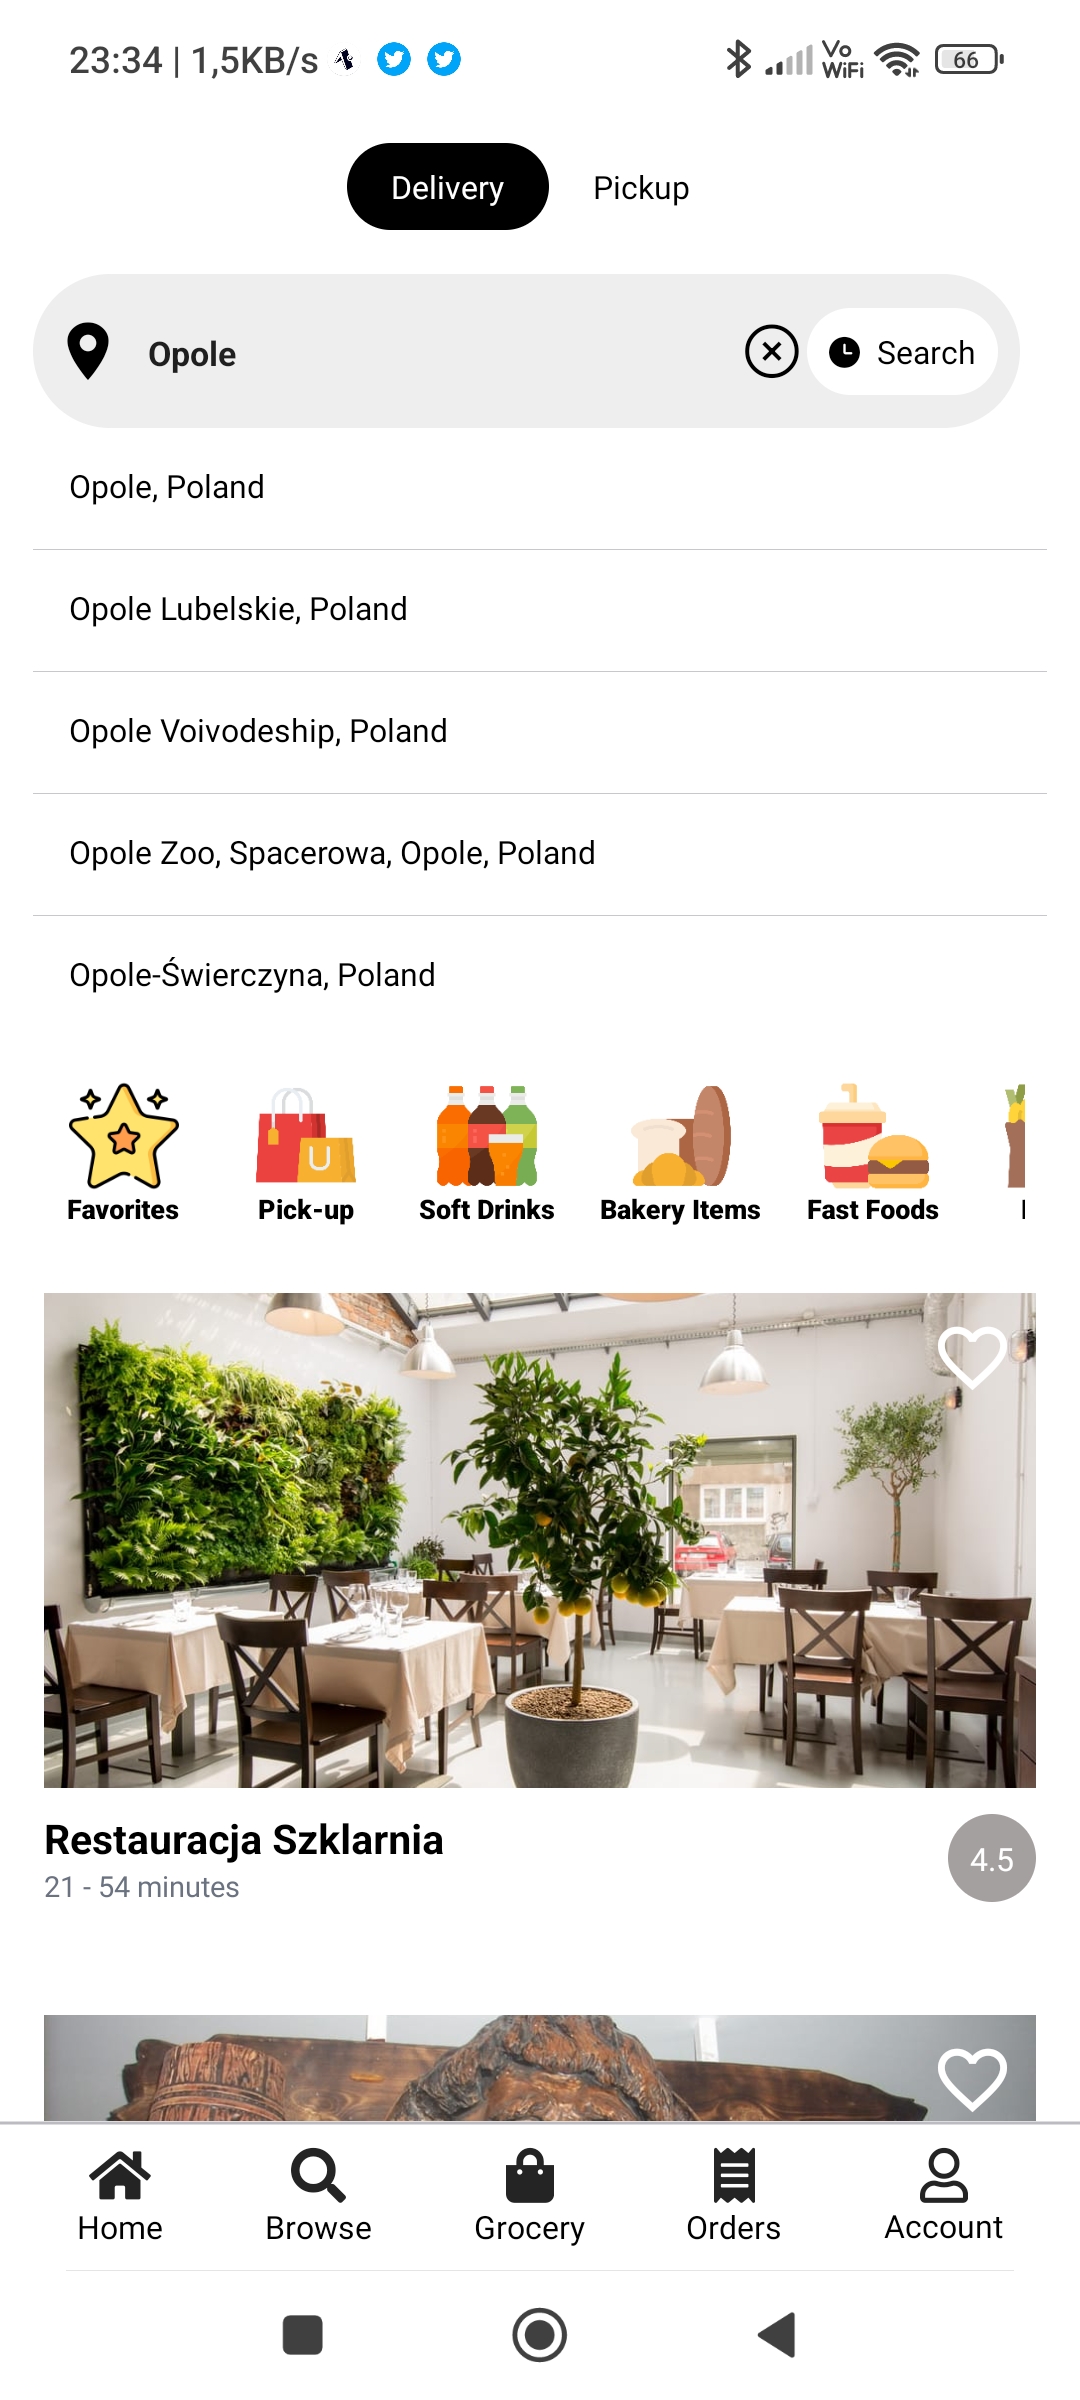 23:34 | 1,5KB/s
Vo
WiFi
66
Delivery
Pickup
Opole
Search
Opole, Poland
Opole Lubelskie, Poland
Opole Voivodeship, Poland
Opole Zoo, Spacerowa, Opole, Poland
Opole-Świerczyna, Poland
Favorites
Pick-up
Soft Drinks
Bakery Items
Fast Foods
Restauracja Szklarnia
4.5
21 - 54 minutes
Home
Browse
Grocery
Orders
Account